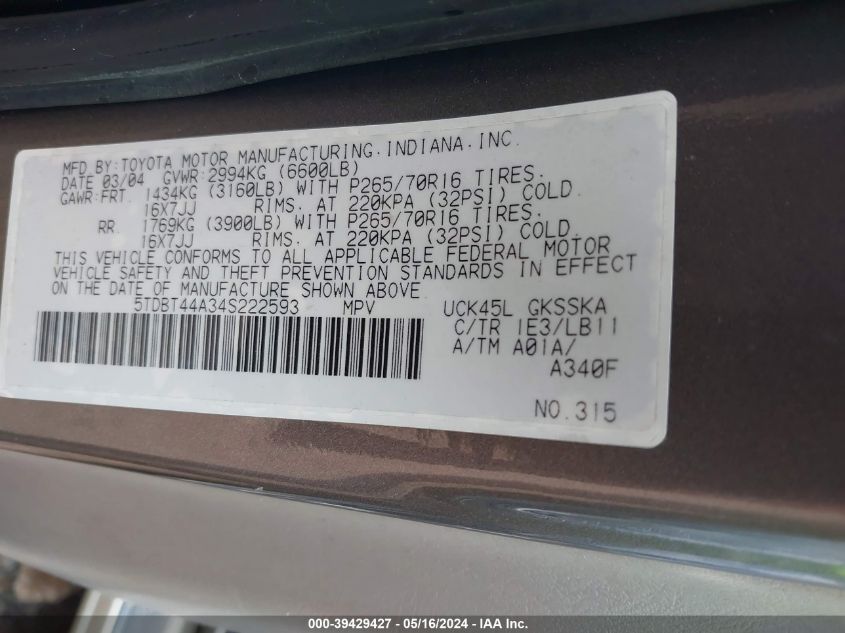 MFD BY:TOYOTA MOTOR MANUFACTURING.INDIANA.INC.
DATE 03/04 GVWR:2994KG (6600LB)
GAWR:FRT. 1434KG (3160LB) WITH P265/70R16 TIRES.
16X7JJ RIMS. AT 220KPA (32PSI) COLD.
RR. 1769KG (3900LB) WITH P265/70R16 TIRES.
16X7JJ RIMS. AT 220KPA (32PSI) COLD.
THIS VEHICLE CONFORMS TO ALL APPLICABLE FEDERAL MOTOR
VEHICLE SAFETY AND THEFT PREVENTION STANDARDS IN EFFECT
ON THE DATE OF MANUFACTURE SHOWN ABOVE.
5TDBT44A34S222593 MPV UCK45L GKSSKA
C/TR 1E3/LB11
A/TM A01A/
A340F
NO.315
000-39429427 - 05/16/2024 - IAA Inc.